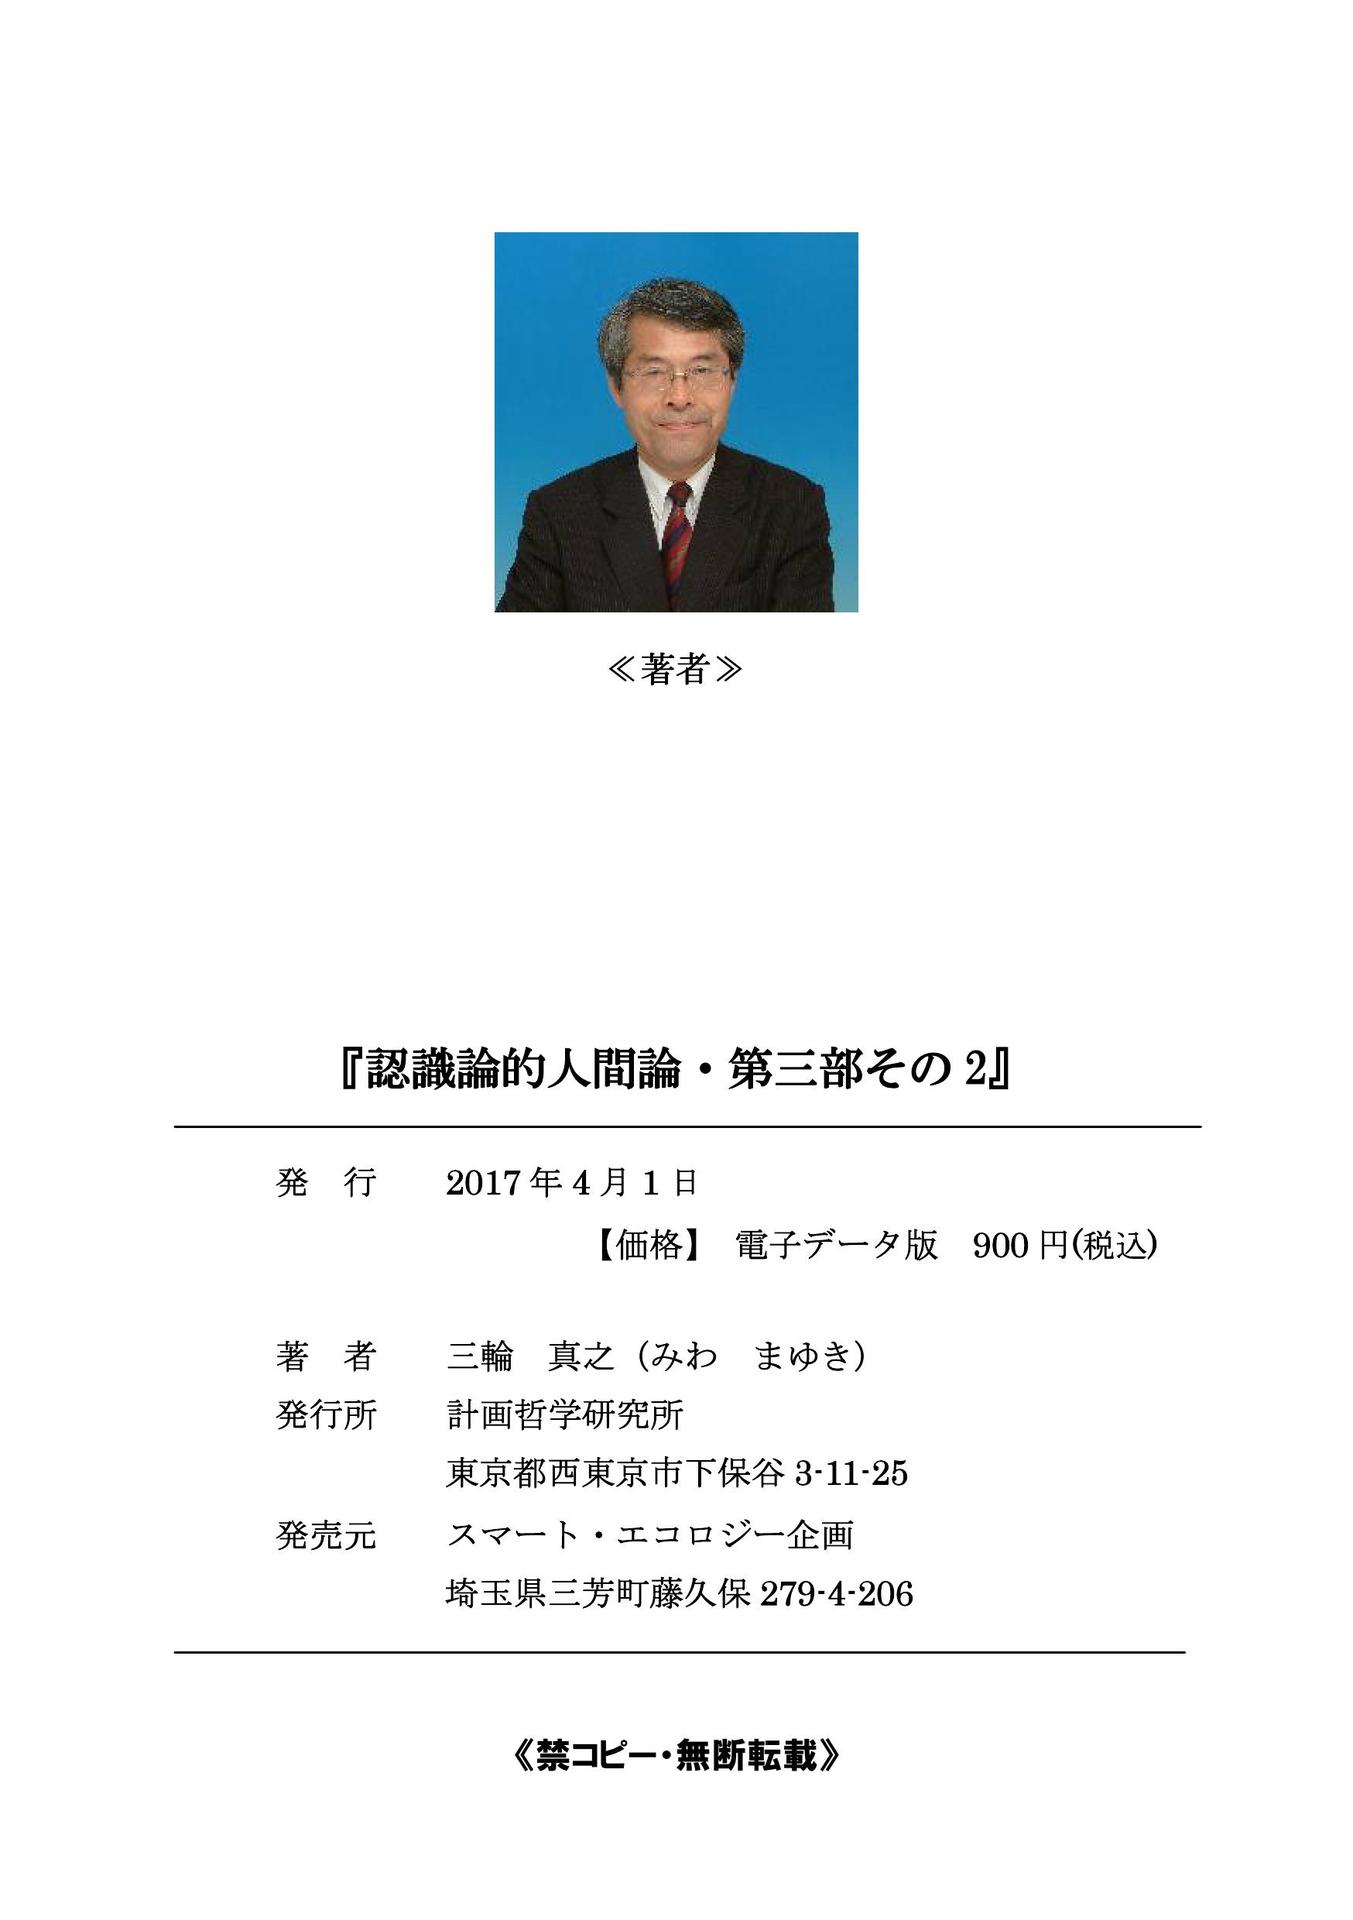 ≪著者≫
『認識論的人間論・第三部その 2』
発　行　　2017 年 4 月 1 日
【価格】　電子データ版　900 円(税込)
著　者　　三輪　真之（みわ　まゆき）
発行所　　計画哲学研究所
東京都西東京市下保谷 3-11-25
発売元　　スマート・エコロジー企画
埼玉県三芳町藤久保 279-4-206
《禁コピー・無断転載》